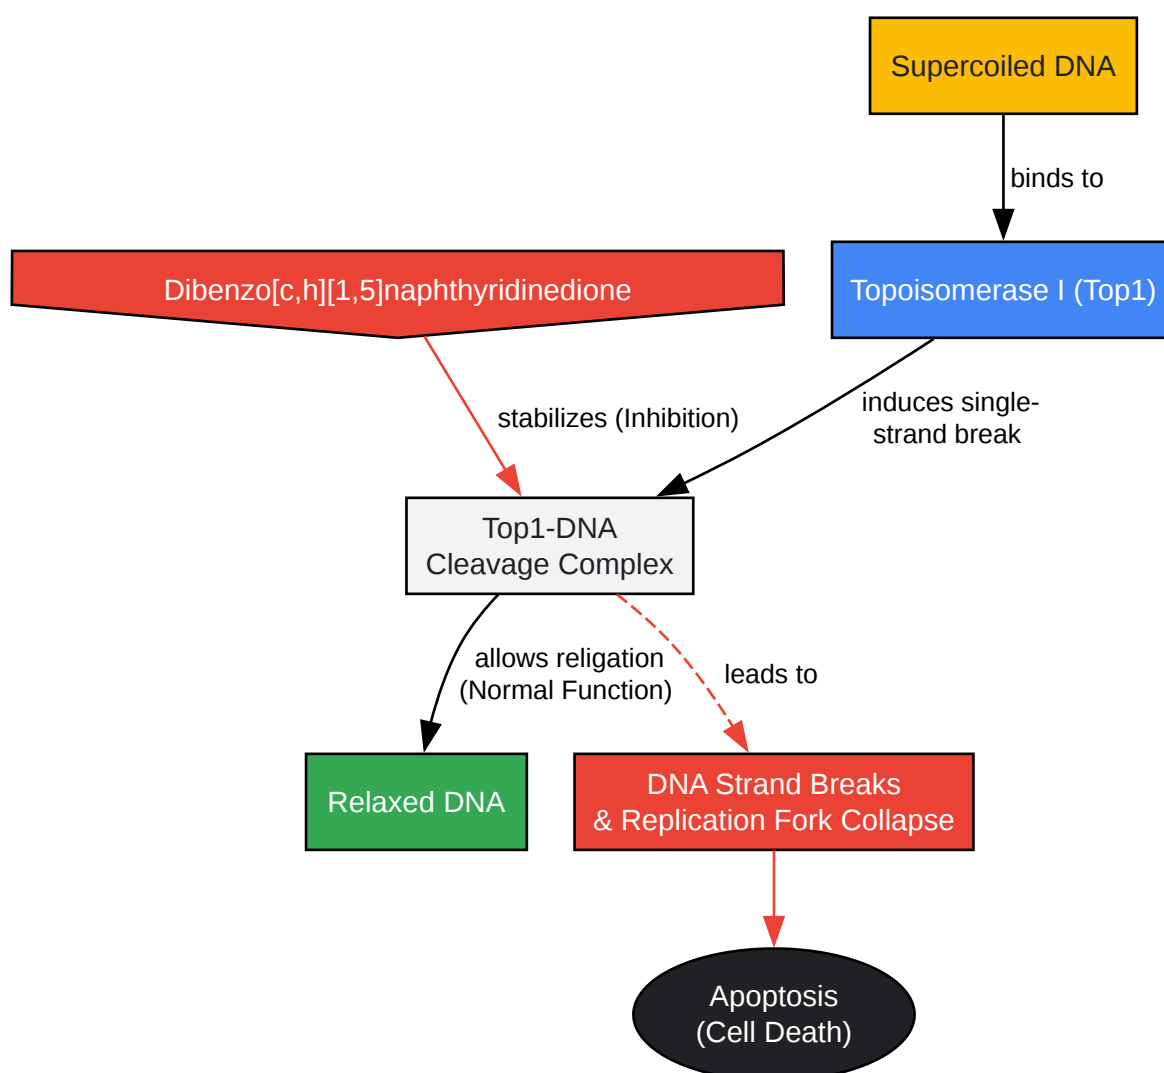 Supercoiled DNA
binds to
Dibenzo[c,h][1,5]naphthyridinedione
Topoisomerase I (Top1)
stabilizes (Inhibition)
induces single-
strand break
Top1-DNA
Cleavage Complex
allows religation
(Normal Function)
leads to
Relaxed DNA
DNA Strand Breaks
& Replication Fork Collapse
Apoptosis
(Cell Death)